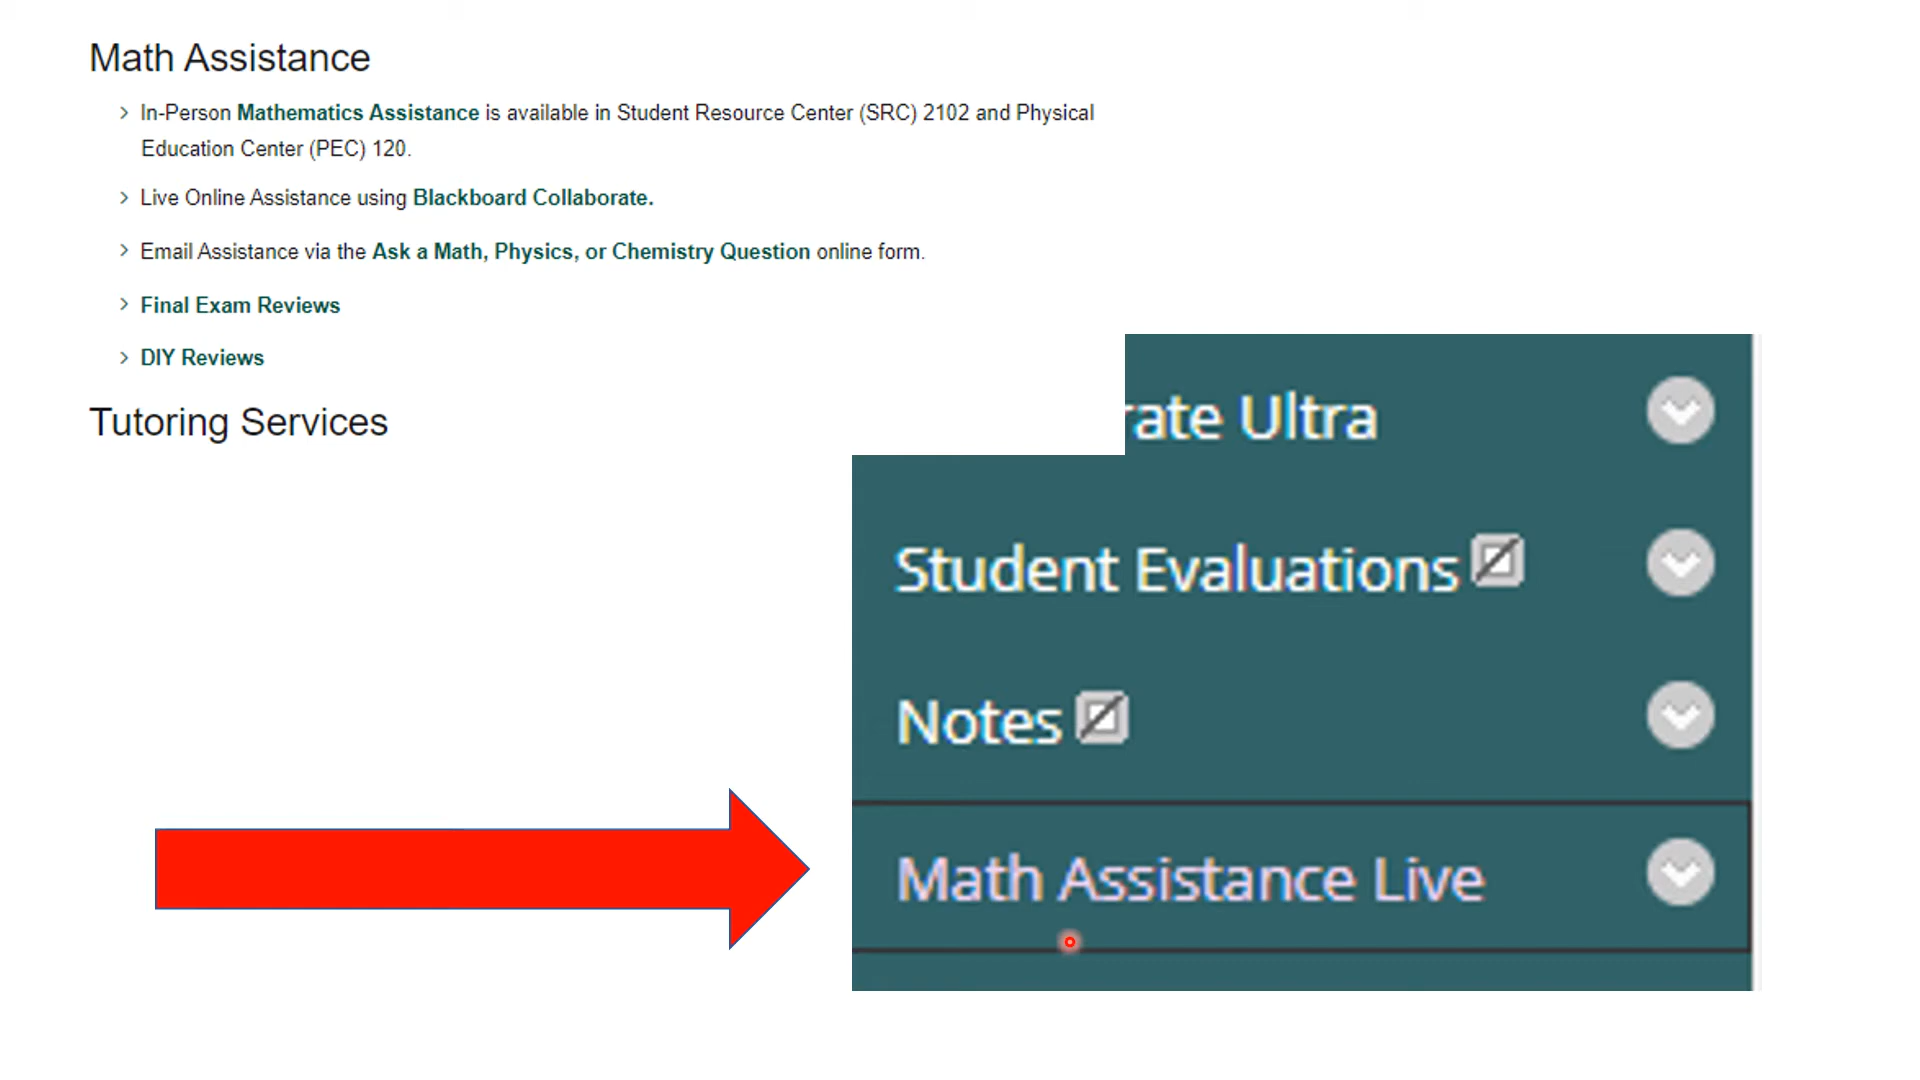 Math Assistance
In-Person Mathematics Assistance is available in Student Resource Center (SRC) 2102 and Physical
Education Center (PEC) 120.
Live Online Assistance using Blackboard Collaborate.
Email Assistance via the Ask a Math, Physics, or Chemistry Question online form.
Final Exam Reviews
DIY Reviews
Tutoring Services
rate Ultra
Student Evaluations
Notes
Math Assistance Live